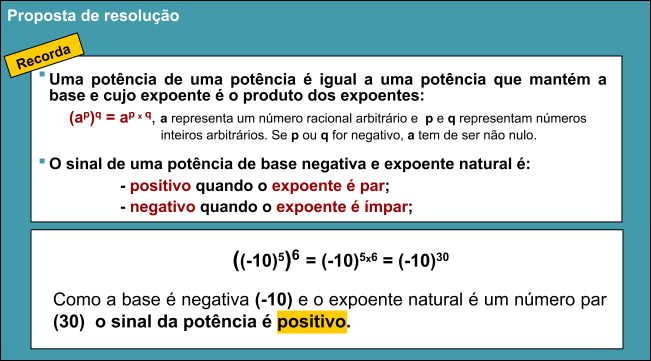 Proposta de resolução
Recorda
Uma potência de uma potência é igual a uma potência que mantém a
base e cujo expoente é o produto dos expoentes:
(aᵖ)^q = a^(p x q), a representa um número racional arbitrário e p e q representam números
inteiros arbitrários. Se p ou q for negativo, a tem de ser não nulo.
O sinal de uma potência de base negativa e expoente natural é:
- positivo quando o expoente é par;
- negativo quando o expoente é ímpar;
((-10)⁵)⁶ = (-10)⁵ˣ⁶ = (-10)³⁰
Como a base é negativa (-10) e o expoente natural é um número par
(30) o sinal da potência é positivo.